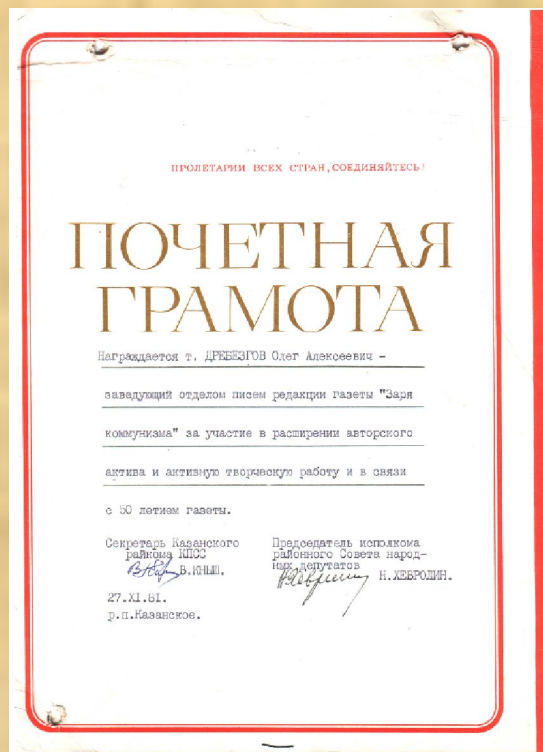 ПРОЛЕТАРИИ ВСЕХ СТРАН, СОЕДИНЯЙТЕСЬ!
ПОЧЕТНАЯ
ГРАМОТА
Награждается т. ДРЕБЕЗГОВ Олег Алексеевич -
заведующий отделом писем редакции газеты "Заря
коммунизма" за участие в расширении авторского
актива и активную творческую работу и в связи
с 50 летием газеты.
Секретарь Казанского
райкома КПСС
В.КНЫШ.
Председатель исполкома
районного Совета народ-
ных депутатов
Н.ХЕВРОЛИН.
27.XI.81.
р.п.Казанское.